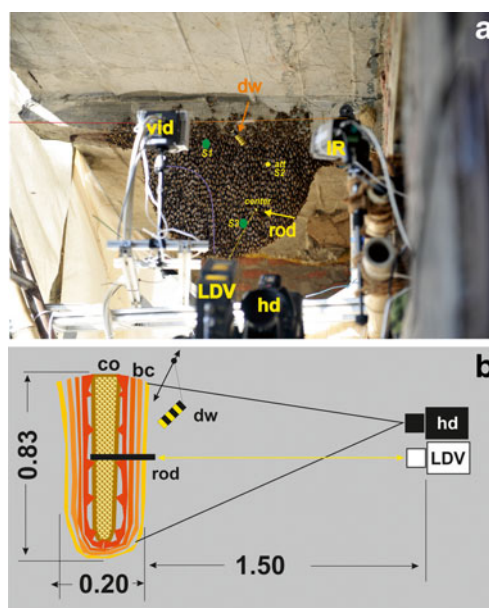 a
dw
vid
IR
S1
att
S2
center
rod
S3
LDV
hd
b
co
bc
dw
hd
0.83
LDV
rod
0.20
1.50